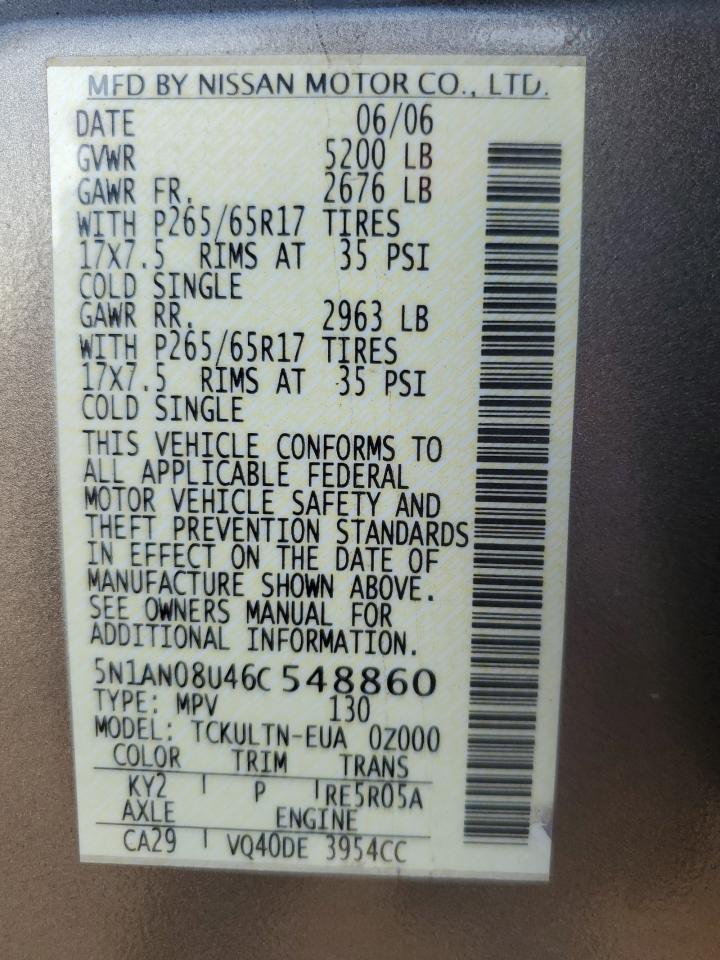 MFD BY NISSAN MOTOR CO., LTD.
DATE 06/06
GVWR 5200 LB
GAWR FR. 2676 LB
WITH P265/65R17 TIRES
17X7.5 RIMS AT 35 PSI
COLD SINGLE
GAWR RR. 2963 LB
WITH P265/65R17 TIRES
17X7.5 RIMS AT 35 PSI
COLD SINGLE
THIS VEHICLE CONFORMS TO
ALL APPLICABLE FEDERAL
MOTOR VEHICLE SAFETY AND
THEFT PREVENTION STANDARDS
IN EFFECT ON THE DATE OF
MANUFACTURE SHOWN ABOVE.
SEE OWNERS MANUAL FOR
ADDITIONAL INFORMATION.
5N1AN08U46C548860
TYPE: MPV 130
MODEL: TCKULTN-EUA 0Z000
COLOR TRIM TRANS
KY2 P RE5R05A
AXLE ENGINE
CA29 VQ40DE 3954CC